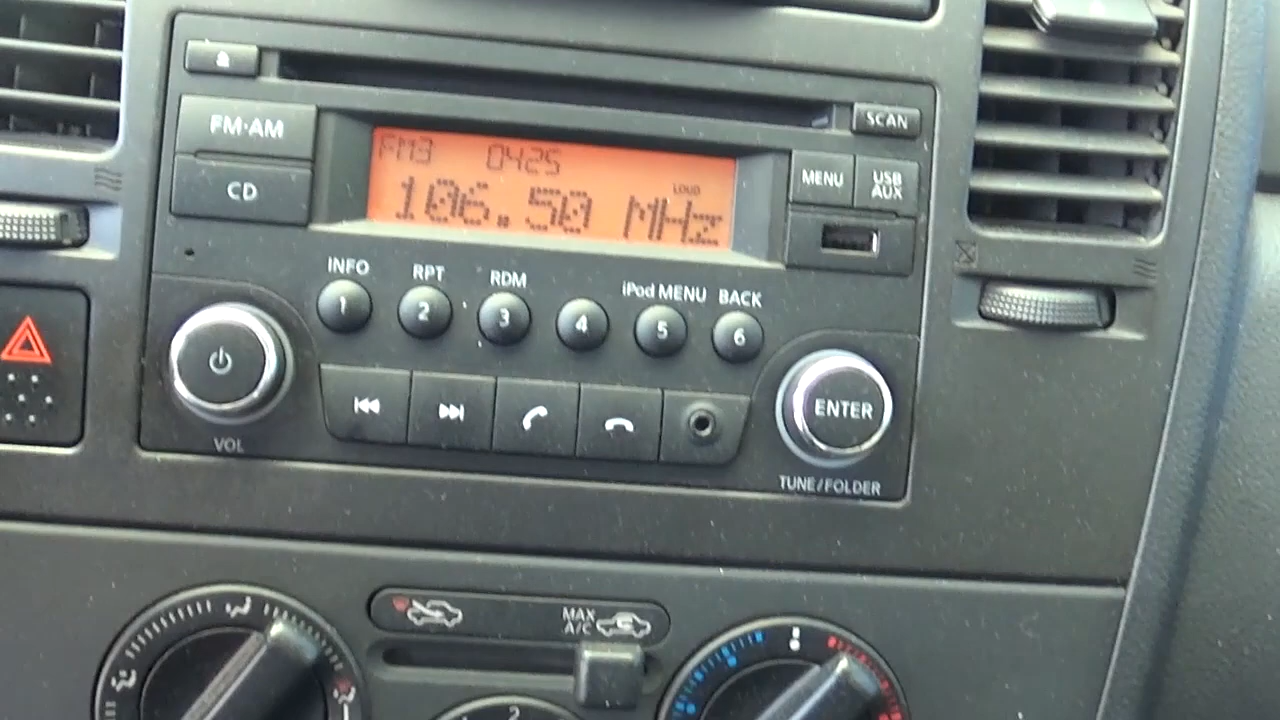 FM·AM
SCAN
FM3 0425
LOUD
106.50 MHz
CD
MENU
USB
AUX
INFO
RPT
RDM
iPod MENU
BACK
1
2
3
4
5
6
ENTER
VOL
TUNE/FOLDER
MAX
A/C
2